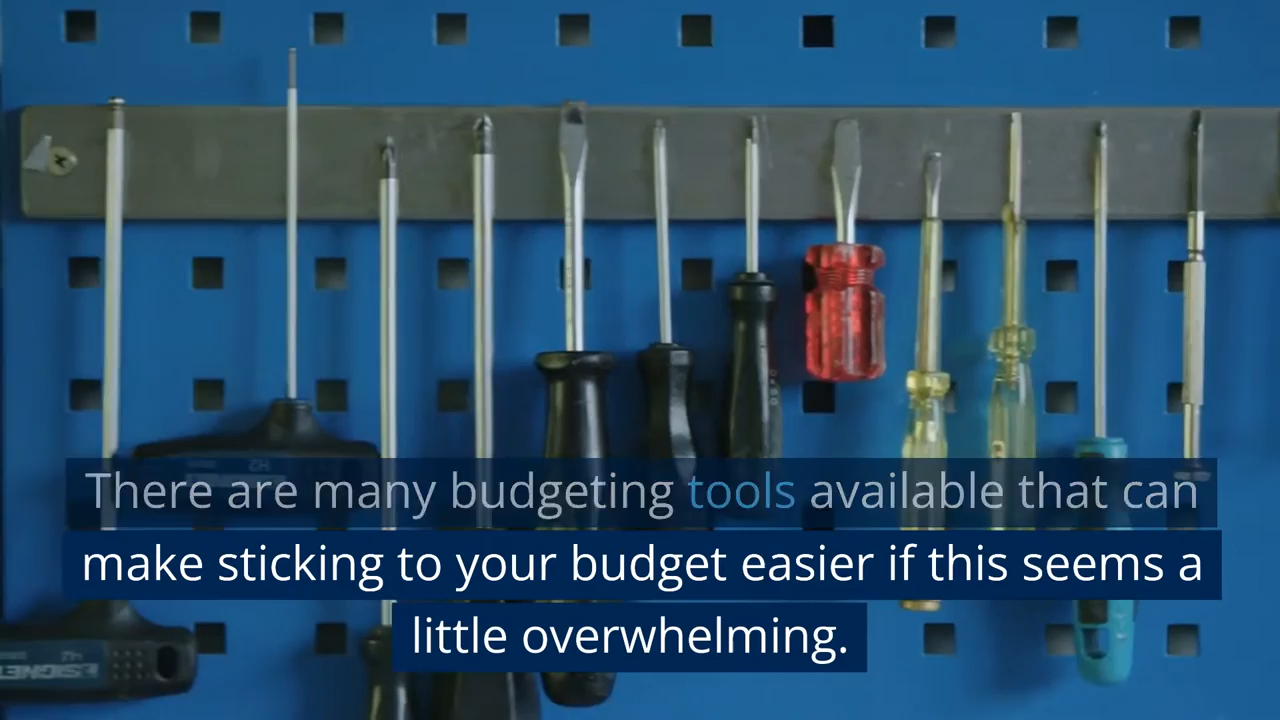 There are many budgeting tools available that can
make sticking to your budget easier if this seems a
little overwhelming.
H2